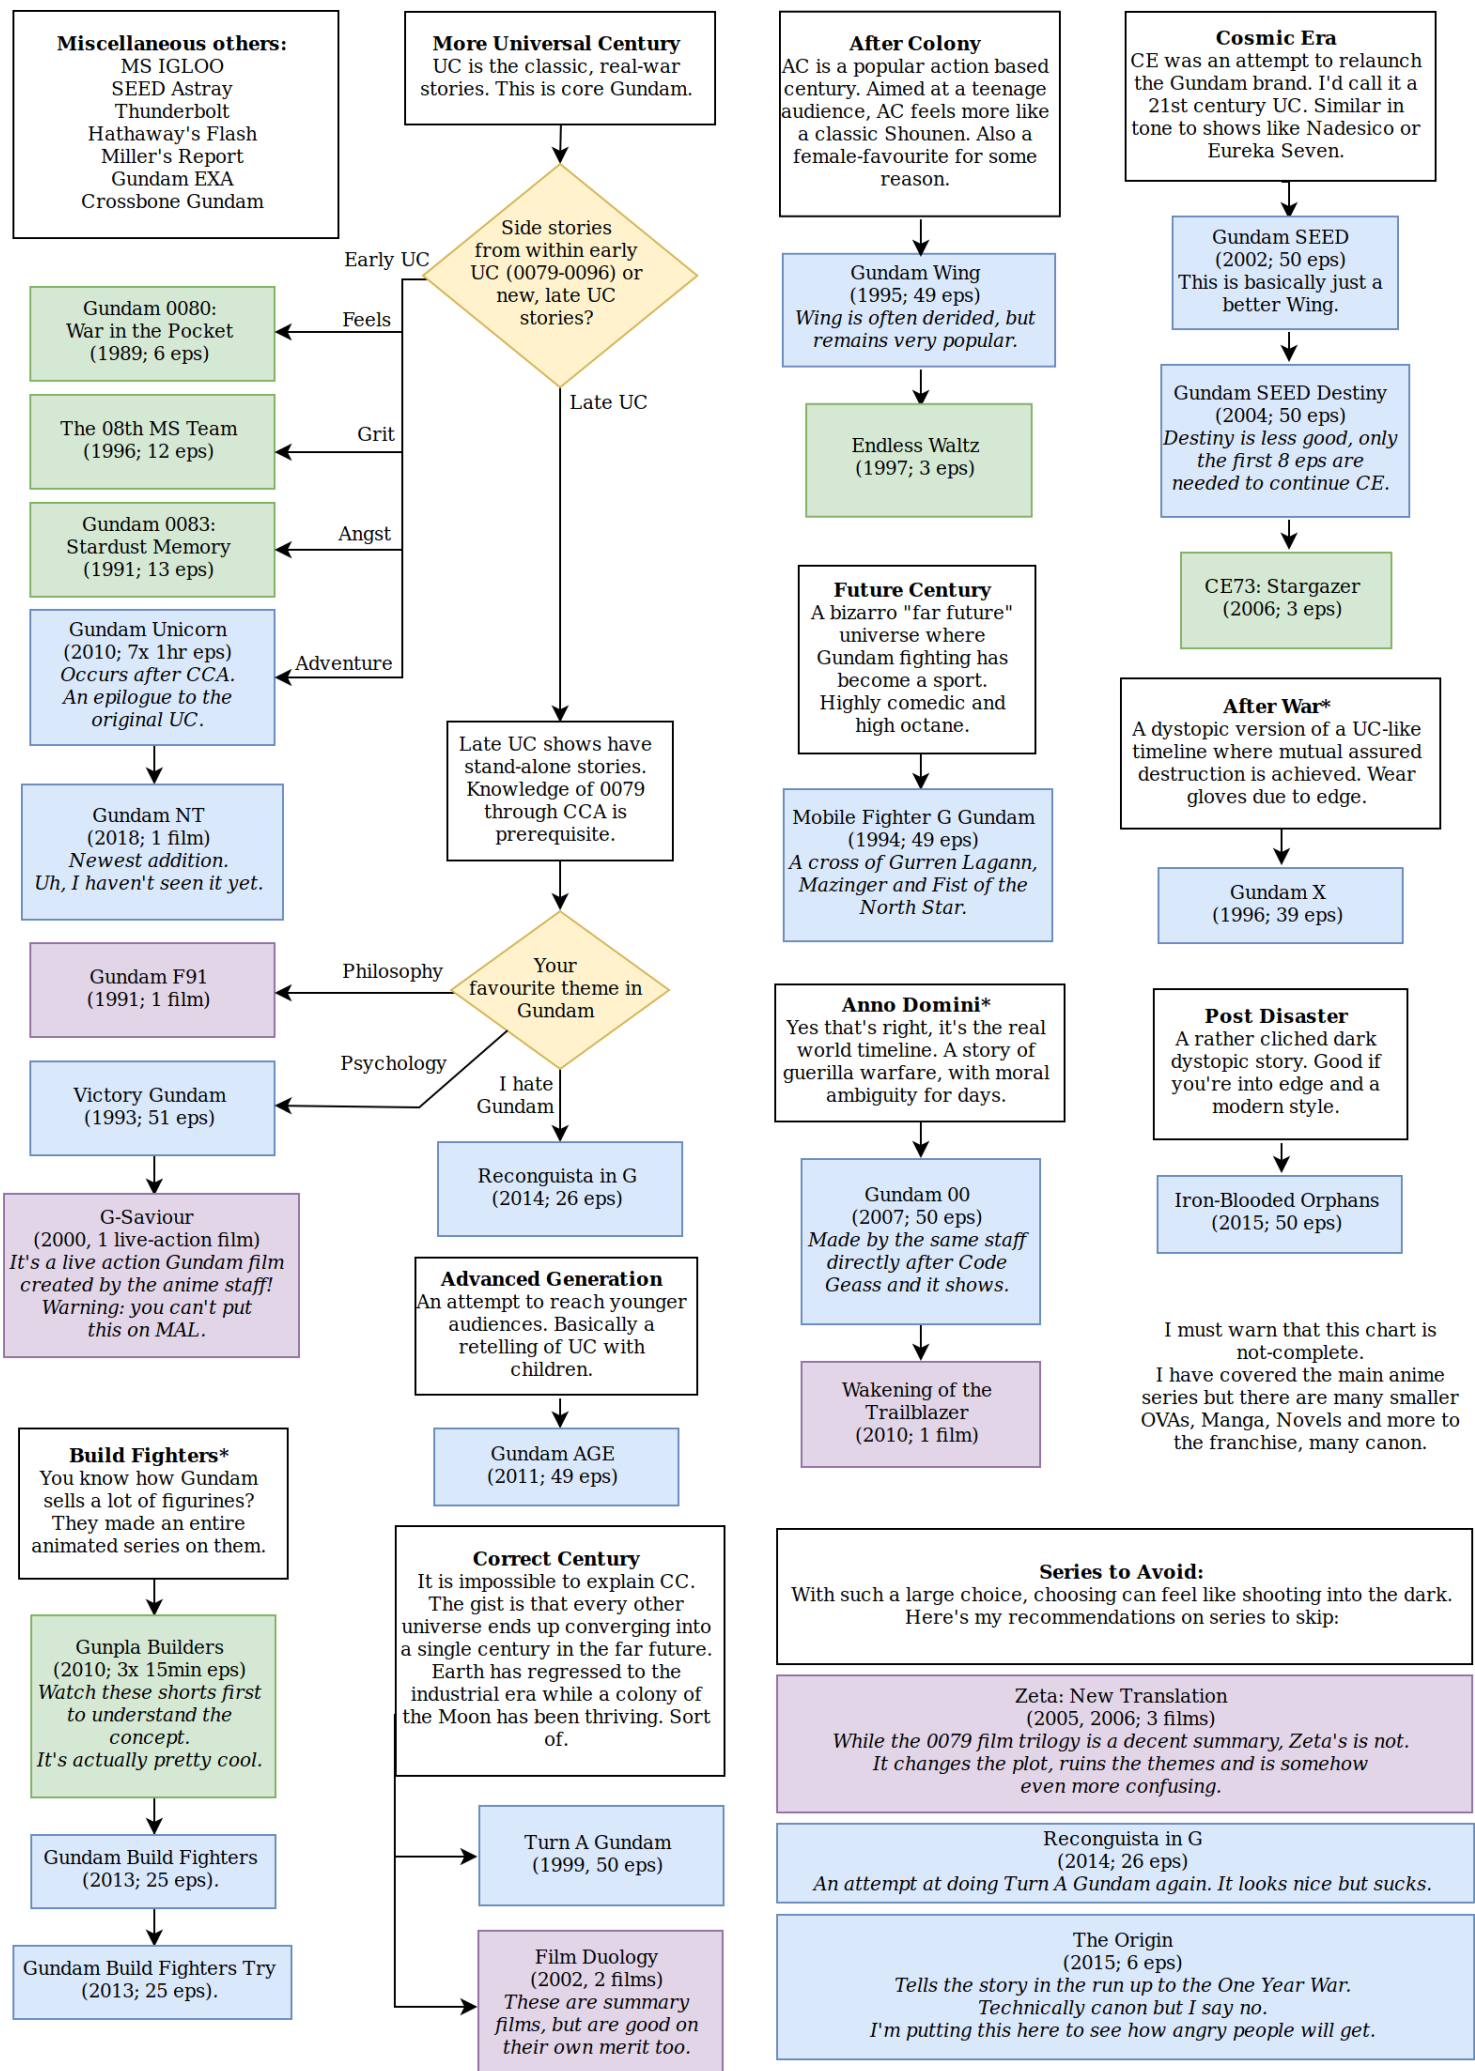 Miscellaneous others:
MS IGLOO
SEED Astray
Thunderbolt
Hathaway's Flash
Miller's Report
Gundam EXA
Crossbone Gundam
More Universal Century
UC is the classic, real-war
stories. This is core Gundam.
Side stories
from within early
UC (0079-0096) or
new, late UC
stories?
Early UC
Feels
Grit
Angst
Adventure
Late UC
Gundam 0080:
War in the Pocket
(1989; 6 eps)
The 08th MS Team
(1996; 12 eps)
Gundam 0083:
Stardust Memory
(1991; 13 eps)
Gundam Unicorn
(2010; 7x 1hr eps)
Occurs after CCA.
An epilogue to the
original UC.
Gundam NT
(2018; 1 film)
Newest addition.
Uh, I haven't seen it yet.
Late UC shows have
stand-alone stories.
Knowledge of 0079
through CCA is
prerequisite.
Your
favourite theme in
Gundam
Philosophy
Psychology
I hate
Gundam
Gundam F91
(1991; 1 film)
Victory Gundam
(1993; 51 eps)
G-Saviour
(2000, 1 live-action film)
It's a live action Gundam film
created by the anime staff!
Warning: you can't put
this on MAL.
Reconguista in G
(2014; 26 eps)
Advanced Generation
An attempt to reach younger
audiences. Basically a
retelling of UC with
children.
Gundam AGE
(2011; 49 eps)
Build Fighters*
You know how Gundam
sells a lot of figurines?
They made an entire
animated series on them.
Gunpla Builders
(2010; 3x 15min eps)
Watch these shorts first
to understand the
concept.
It's actually pretty cool.
Gundam Build Fighters
(2013; 25 eps).
Gundam Build Fighters Try
(2013; 25 eps).
Correct Century
It is impossible to explain CC.
The gist is that every other
universe ends up converging into
a single century in the far future.
Earth has regressed to the
industrial era while a colony of
the Moon has been thriving. Sort
of.
Turn A Gundam
(1999, 50 eps)
Film Duology
(2002, 2 films)
These are summary
films, but are good on
their own merit too.
After Colony
AC is a popular action based
century. Aimed at a teenage
audience, AC feels more like
a classic Shounen. Also a
female-favourite for some
reason.
Gundam Wing
(1995; 49 eps)
Wing is often derided, but
remains very popular.
Endless Waltz
(1997; 3 eps)
Future Century
A bizarro "far future"
universe where
Gundam fighting has
become a sport.
Highly comedic and
high octane.
Mobile Fighter G Gundam
(1994; 49 eps)
A cross of Gurren Lagann,
Mazinger and Fist of the
North Star.
Anno Domini*
Yes that's right, it's the real
world timeline. A story of
guerilla warfare, with moral
ambiguity for days.
Gundam 00
(2007; 50 eps)
Made by the same staff
directly after Code
Geass and it shows.
Wakening of the
Trailblazer
(2010; 1 film)
Cosmic Era
CE was an attempt to relaunch
the Gundam brand. I'd call it a
21st century UC. Similar in
tone to shows like Nadesico or
Eureka Seven.
Gundam SEED
(2002; 50 eps)
This is basically just a
better Wing.
Gundam SEED Destiny
(2004; 50 eps)
Destiny is less good, only
the first 8 eps are
needed to continue CE.
CE73: Stargazer
(2006; 3 eps)
After War*
A dystopic version of a UC-like
timeline where mutual assured
destruction is achieved. Wear
gloves due to edge.
Gundam X
(1996; 39 eps)
Post Disaster
A rather cliched dark
dystopic story. Good if
you're into edge and a
modern style.
Iron-Blooded Orphans
(2015; 50 eps)
I must warn that this chart is
not-complete.
I have covered the main anime
series but there are many smaller
OVAs, Manga, Novels and more to
the franchise, many canon.
Series to Avoid:
With such a large choice, choosing can feel like shooting into the dark.
Here's my recommendations on series to skip:
Zeta: New Translation
(2005, 2006; 3 films)
While the 0079 film trilogy is a decent summary, Zeta's is not.
It changes the plot, ruins the themes and is somehow
even more confusing.
Reconguista in G
(2014; 26 eps)
An attempt at doing Turn A Gundam again. It looks nice but sucks.
The Origin
(2015; 6 eps)
Tells the story in the run up to the One Year War.
Technically canon but I say no.
I'm putting this here to see how angry people will get.